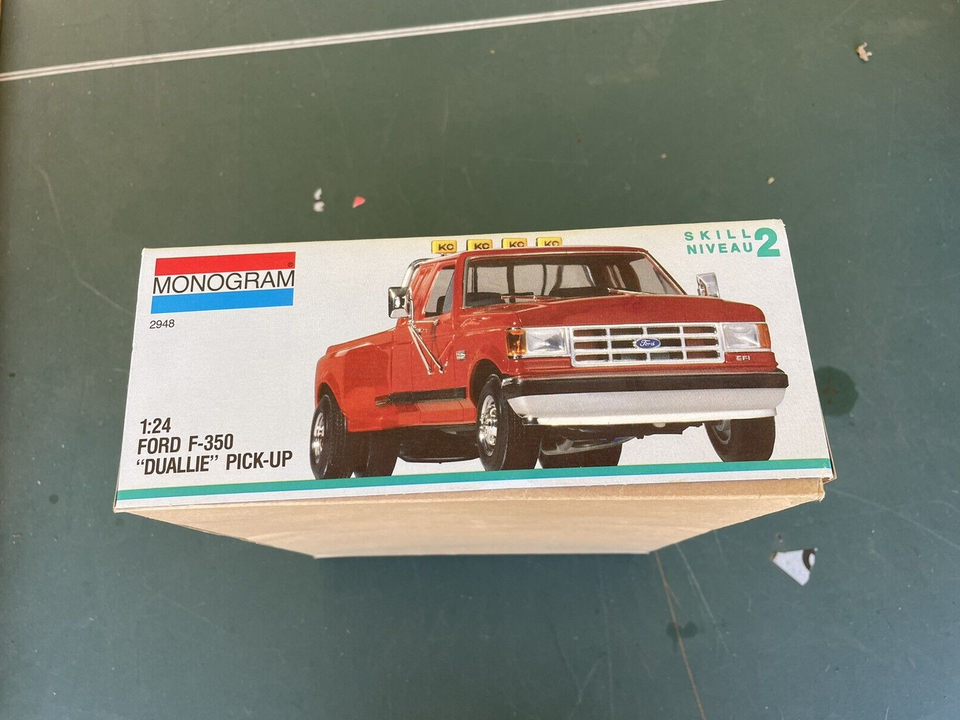 MONOGRAM®
2948
SKILL
NIVEAU 2
KC KC KC KC
Ford
EFI
1:24
FORD F-350
"DUALLIE" PICK-UP